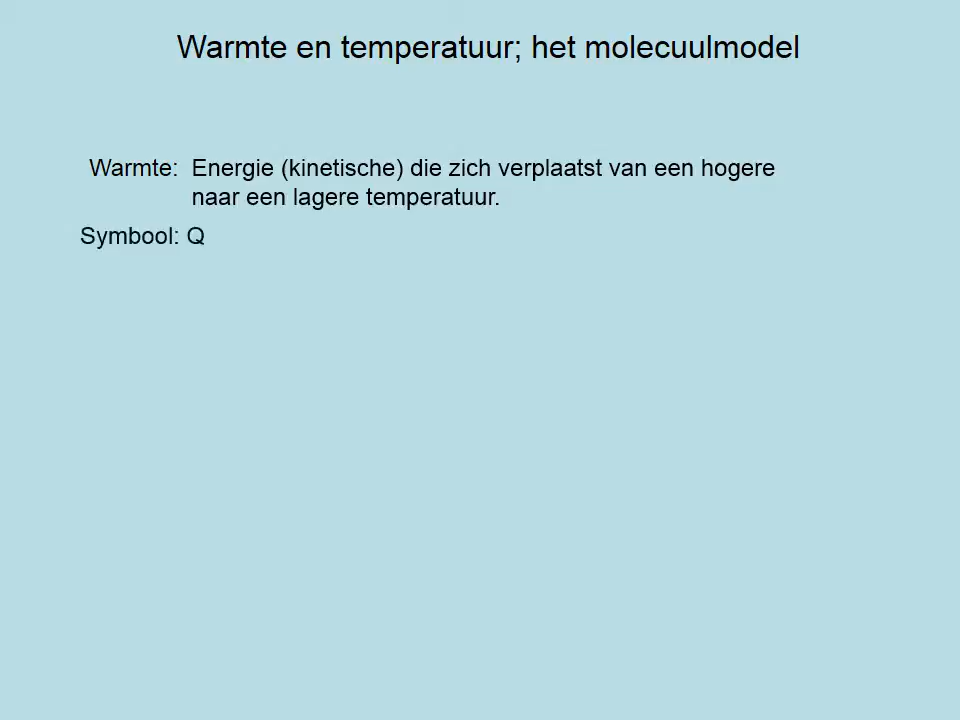 Warmte en temperatuur; het molecuulmodel
Warmte: Energie (kinetische) die zich verplaatst van een hogere
naar een lagere temperatuur.
Symbool: Q